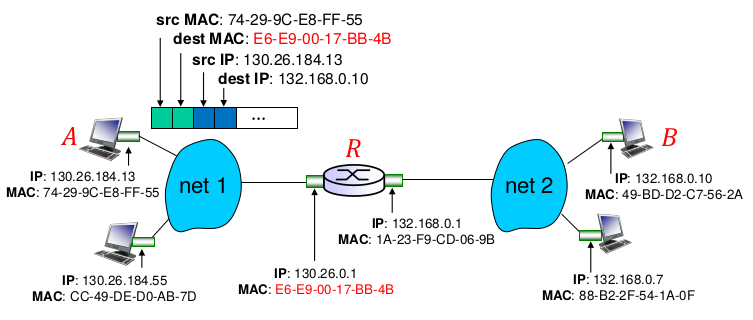 src MAC: 74-29-9C-E8-FF-55
dest MAC: E6-E9-00-17-BB-4B
src IP: 130.26.184.13
dest IP: 132.168.0.10
...
A
R
B
IP: 130.26.184.13
MAC: 74-29-9C-E8-FF-55
net 1
net 2
IP: 132.168.0.10
MAC: 49-BD-D2-C7-56-2A
IP: 132.168.0.1
MAC: 1A-23-F9-CD-06-9B
IP: 130.26.184.55
MAC: CC-49-DE-D0-AB-7D
IP: 130.26.0.1
MAC: E6-E9-00-17-BB-4B
IP: 132.168.0.7
MAC: 88-B2-2F-54-1A-0F